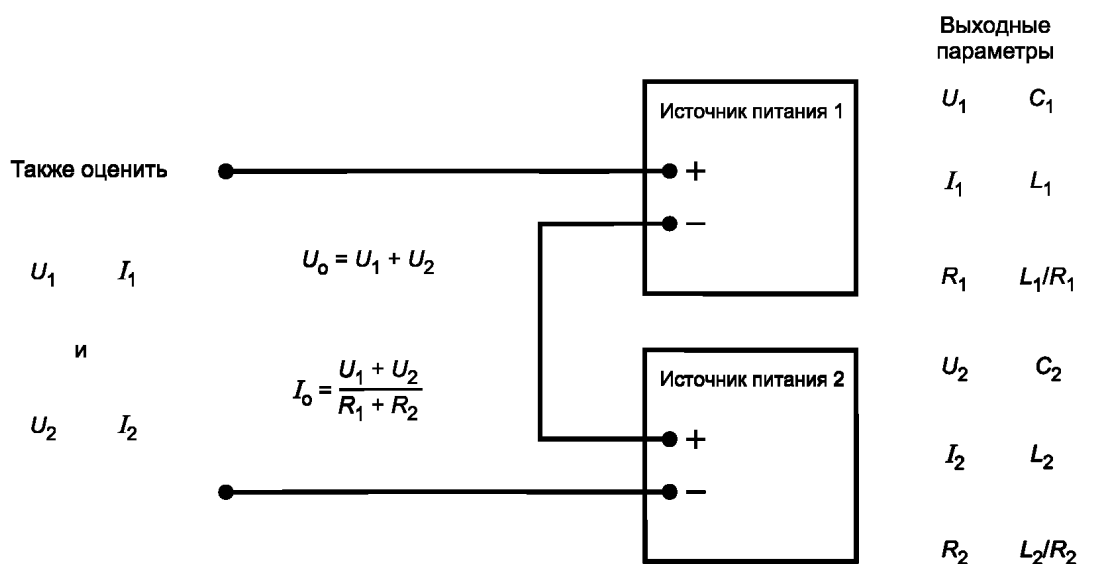 Выходные
параметры
Источник питания 1
U₁ C₁
Также оценить
+
I₁ L₁
–
U₁ I₁
Uₒ = U₁ + U₂
R₁ L₁/R₁
и
Iₒ = (U₁ + U₂)/(R₁ + R₂)
Источник питания 2
U₂ C₂
U₂ I₂
+
I₂ L₂
–
R₂ L₂/R₂